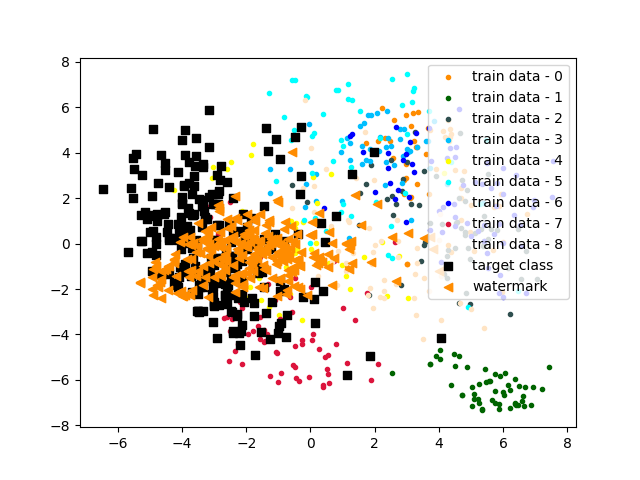 8
6
4
2
0
−2
−4
−6
−8
−6
−4
−2
0
2
4
6
8
train data - 0
train data - 1
train data - 2
train data - 3
train data - 4
train data - 5
train data - 6
train data - 7
train data - 8
target class
watermark